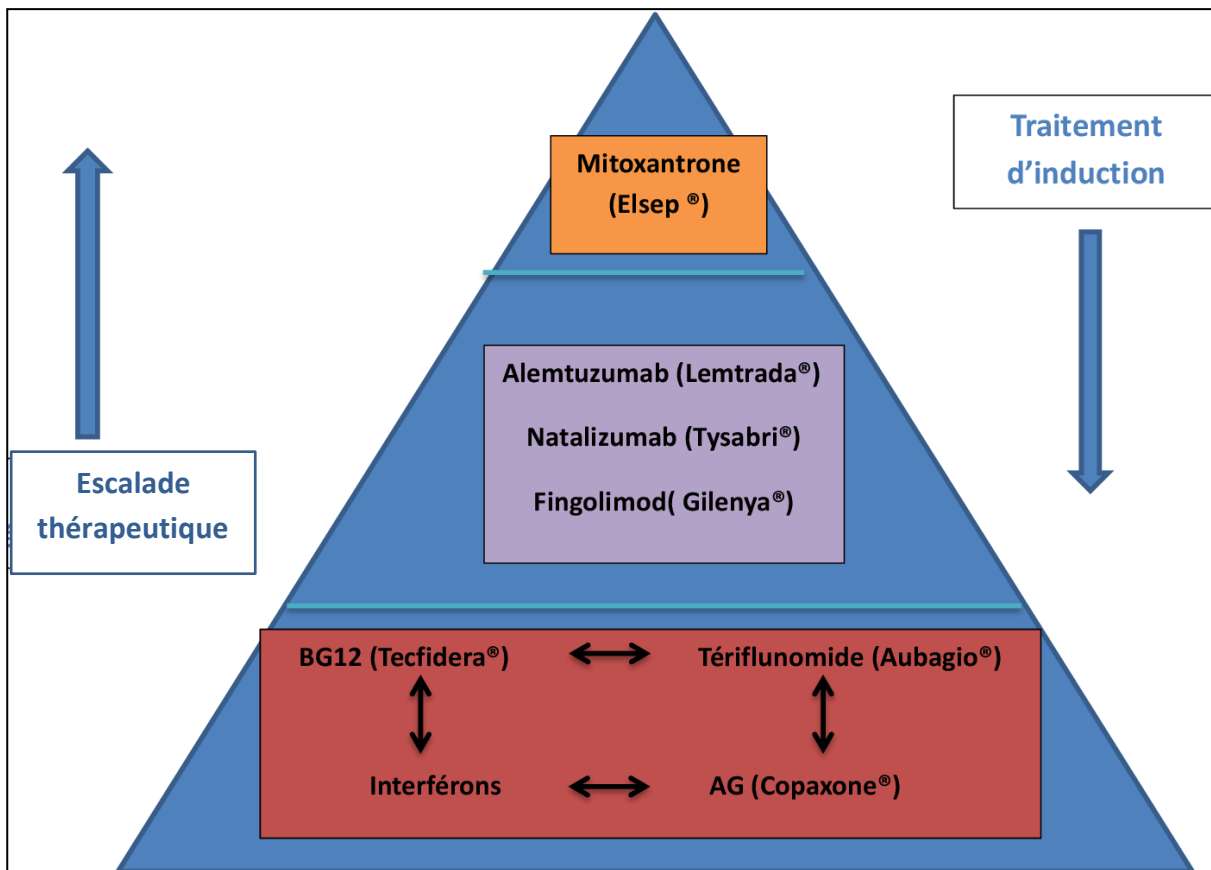 Mitoxantrone
(Elsep ®)
Traitement
d’induction
Alemtuzumab (Lemtrada®)
Natalizumab (Tysabri®)
Fingolimod( Gilenya®)
Escalade
thérapeutique
BG12 (Tecfidera®)
Tériflunomide (Aubagio®)
Interférons
AG (Copaxone®)